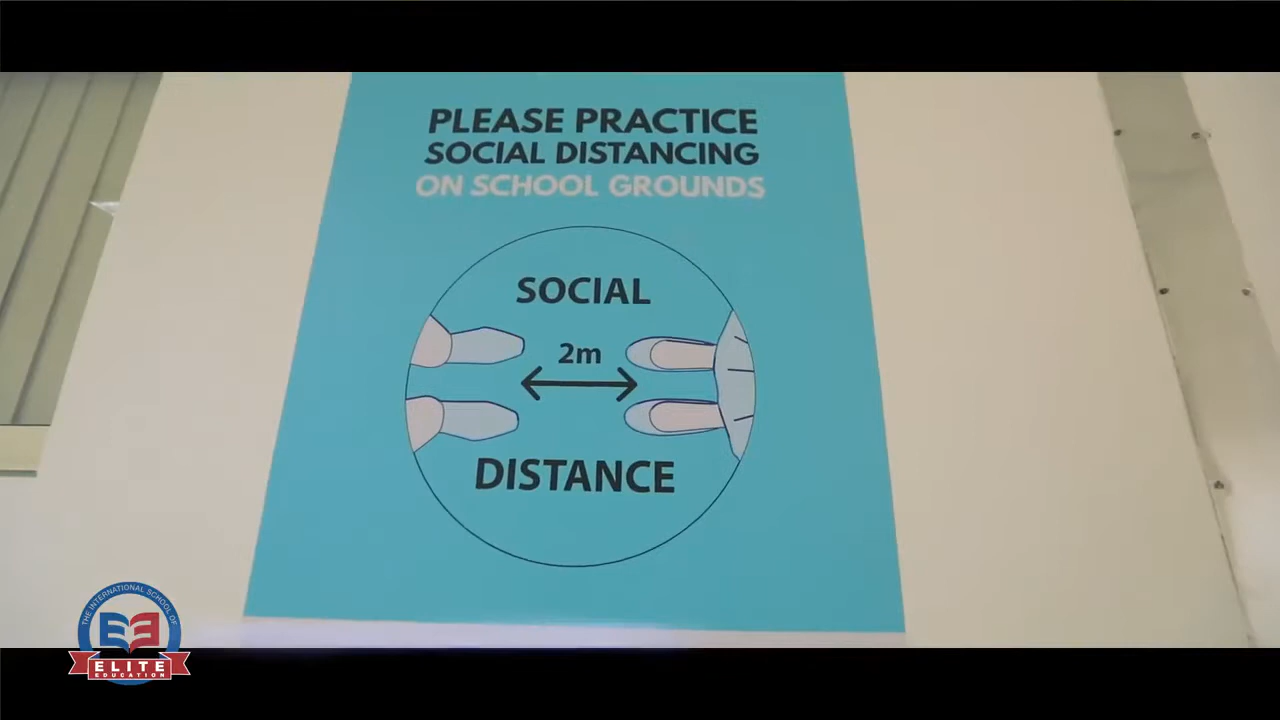 PLEASE PRACTICE
SOCIAL DISTANCING
ON SCHOOL GROUNDS
SOCIAL
2m
DISTANCE
THE INTERNATIONAL SCHOOL OF
ELITE
EDUCATION